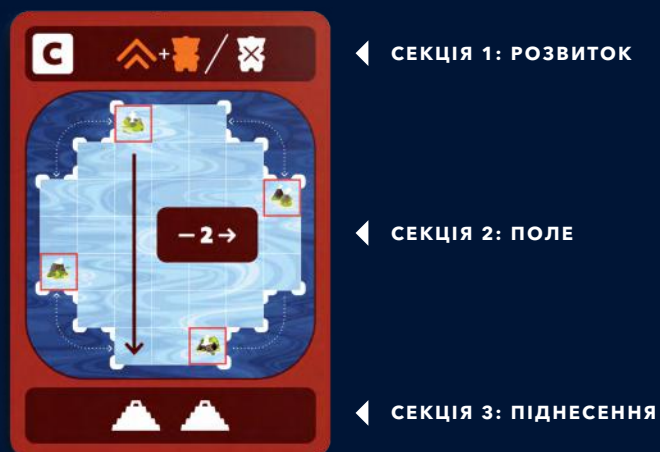 C
СЕКЦІЯ 1: РОЗВИТОК
–2→
СЕКЦІЯ 2: ПОЛЕ
СЕКЦІЯ 3: ПІДНЕСЕННЯ